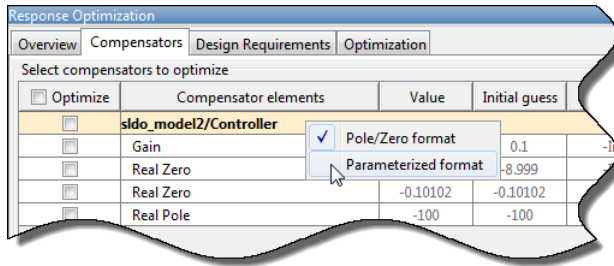 Response Optimization
Overview Compensators Design Requirements Optimization
Select compensators to optimize
Optimize Compensator elements Value Initial guess
sldo_model2/Controller
Pole/Zero format
Parameterized format
Gain 0.1
Real Zero -8.999
Real Zero -0.10102 -0.10102
Real Pole -100 -100